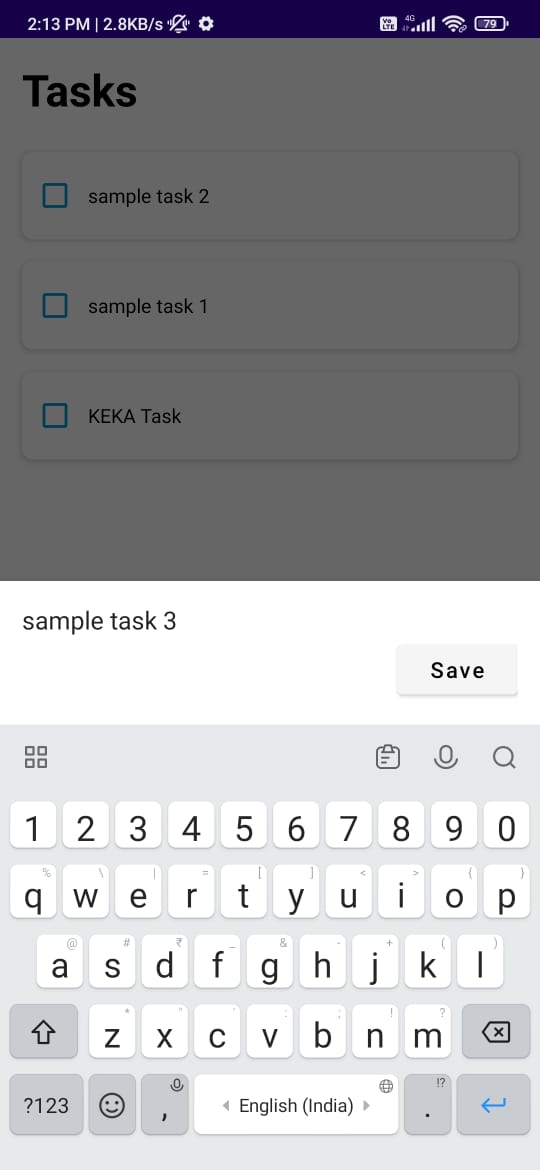 2:13 PM | 2.8KB/s Vo LTE 4G 79
Tasks
sample task 2
sample task 1
KEKA Task
sample task 3
Save
1 2 3 4 5 6 7 8 9 0
% \ | = [ ] < > { }
q w e r t y u i o p
@ # ₹ _ & - + ( )
a s d f g h j k l
* " ' : ; ! ?
z x c v b n m
?123 , English (India) !? .